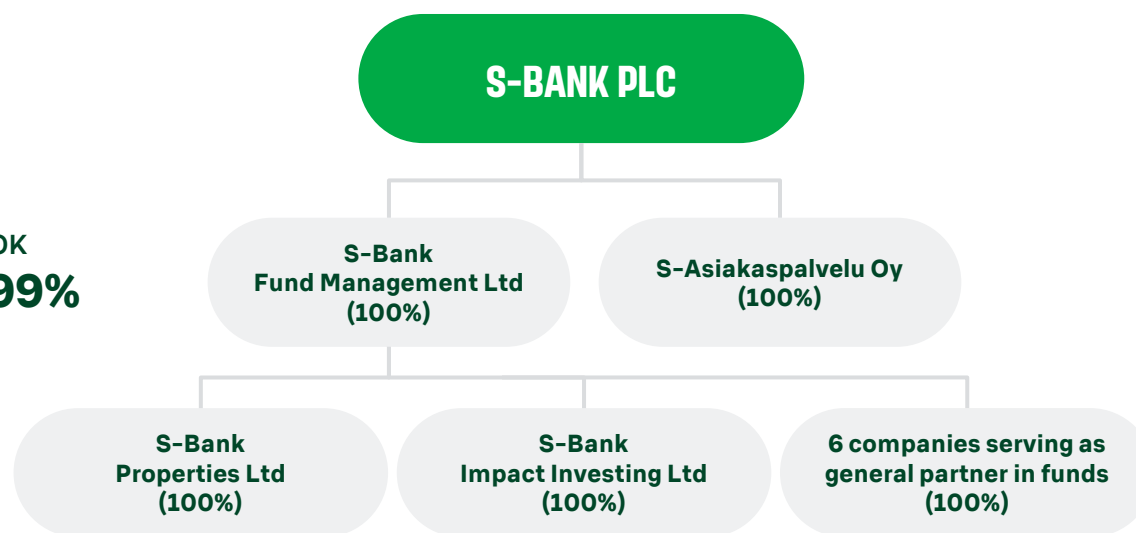 S-BANK PLC
S-Bank
Fund Management Ltd
(100%)
S-Asiakaspalvelu Oy
(100%)
99%
S-Bank
Properties Ltd
(100%)
S-Bank
Impact Investing Ltd
(100%)
6 companies serving as
general partner in funds
(100%)